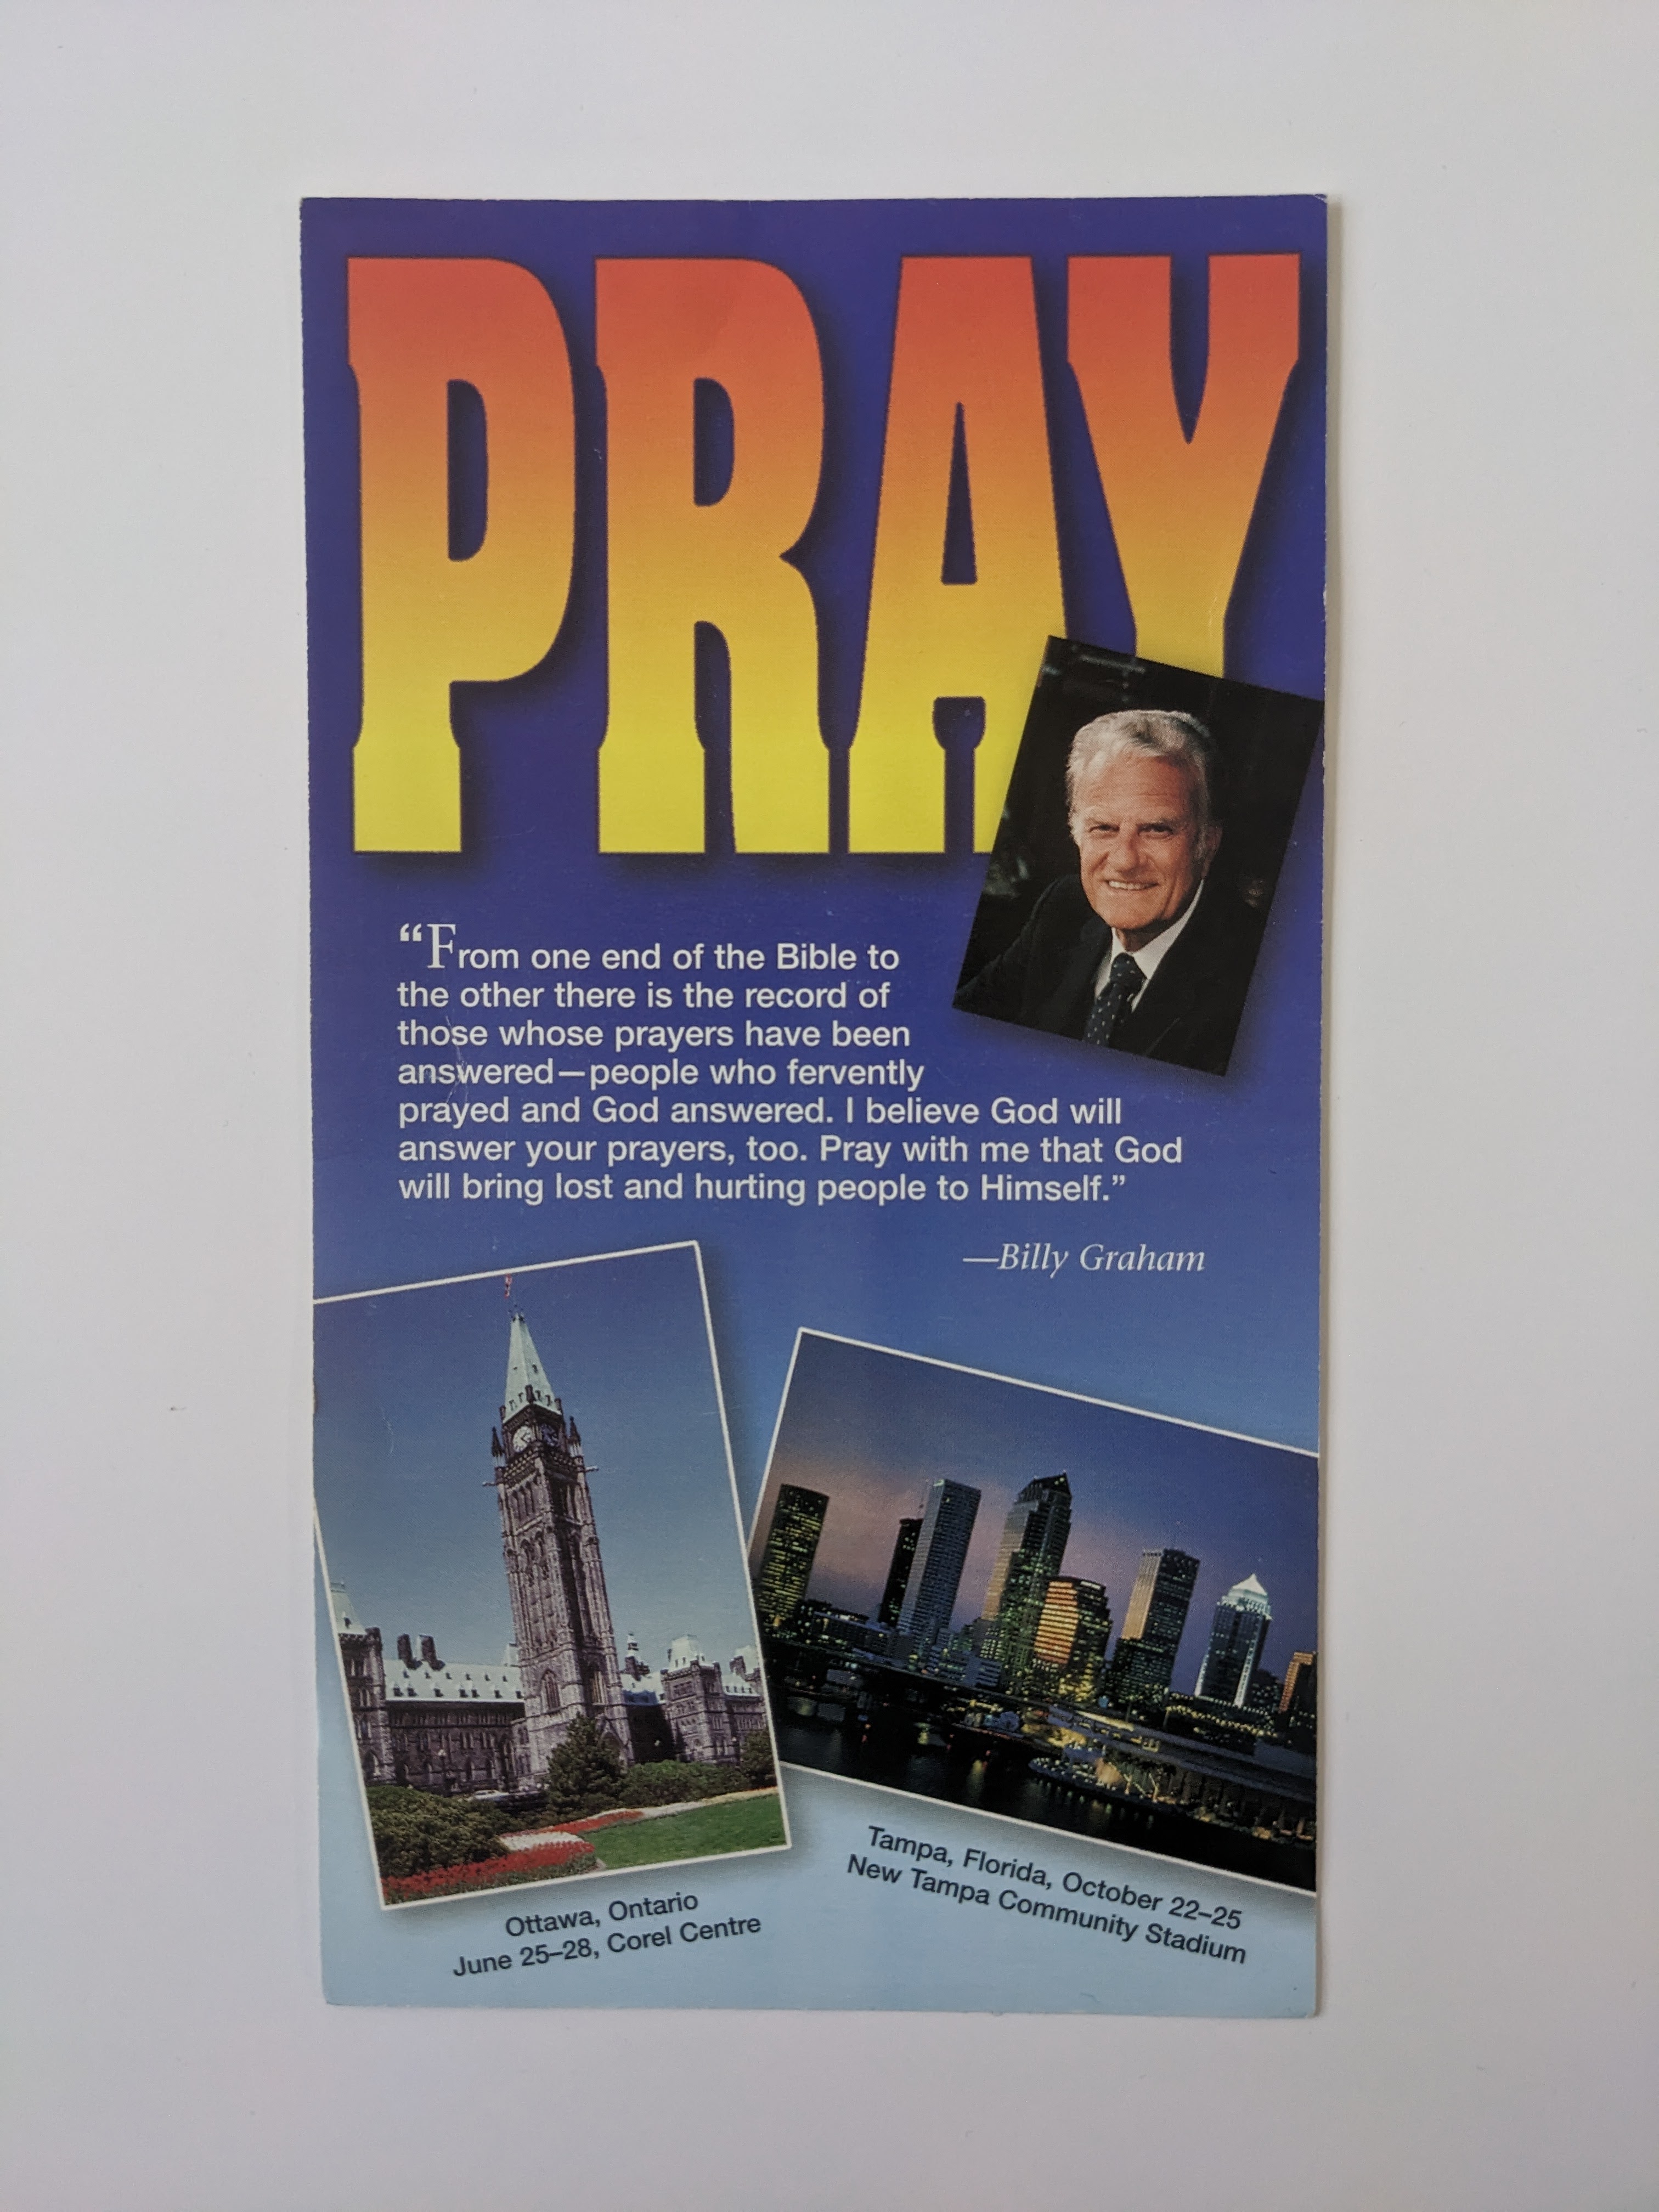 PRAY
“From one end of the Bible to
the other there is the record of
those whose prayers have been
answered—people who fervently
prayed and God answered. I believe God will
answer your prayers, too. Pray with me that God
will bring lost and hurting people to Himself.”
—Billy Graham
Ottawa, Ontario
June 25–28, Corel Centre
Tampa, Florida, October 22–25
New Tampa Community Stadium